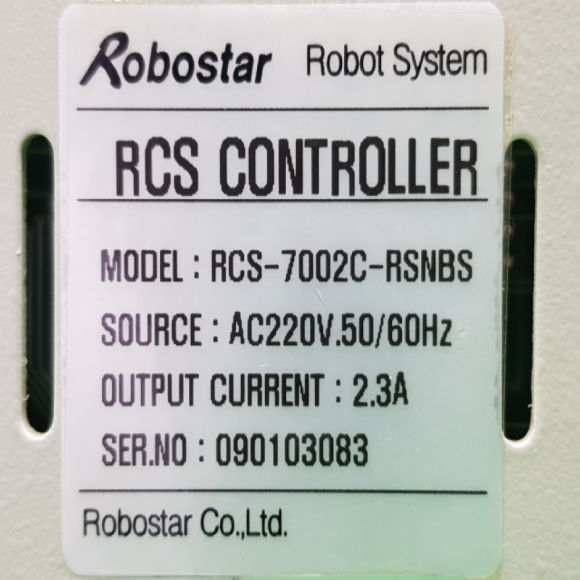 Robostar Robot System
RCS CONTROLLER
MODEL : RCS-7002C-RSNBS
SOURCE : AC220V.50/60Hz
OUTPUT CURRENT : 2.3A
SER.NO : 090103083
Robostar Co.,Ltd.